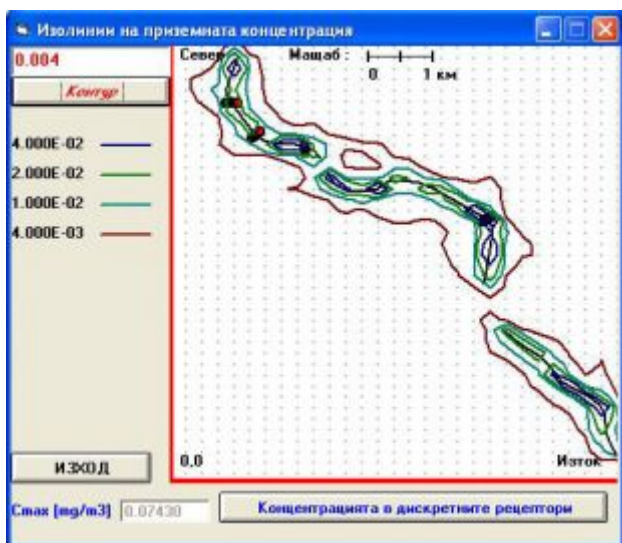 Изолинии на приземната концентрация
0.004
Контур
4.000E-02
2.000E-02
1.000E-02
4.000E-03
Север
Мащаб :
0 1 км
0,0
Изток
ИЗХОД
Cmax [mg/m3] 0.07430
Концентрацията в дискретните рецептори